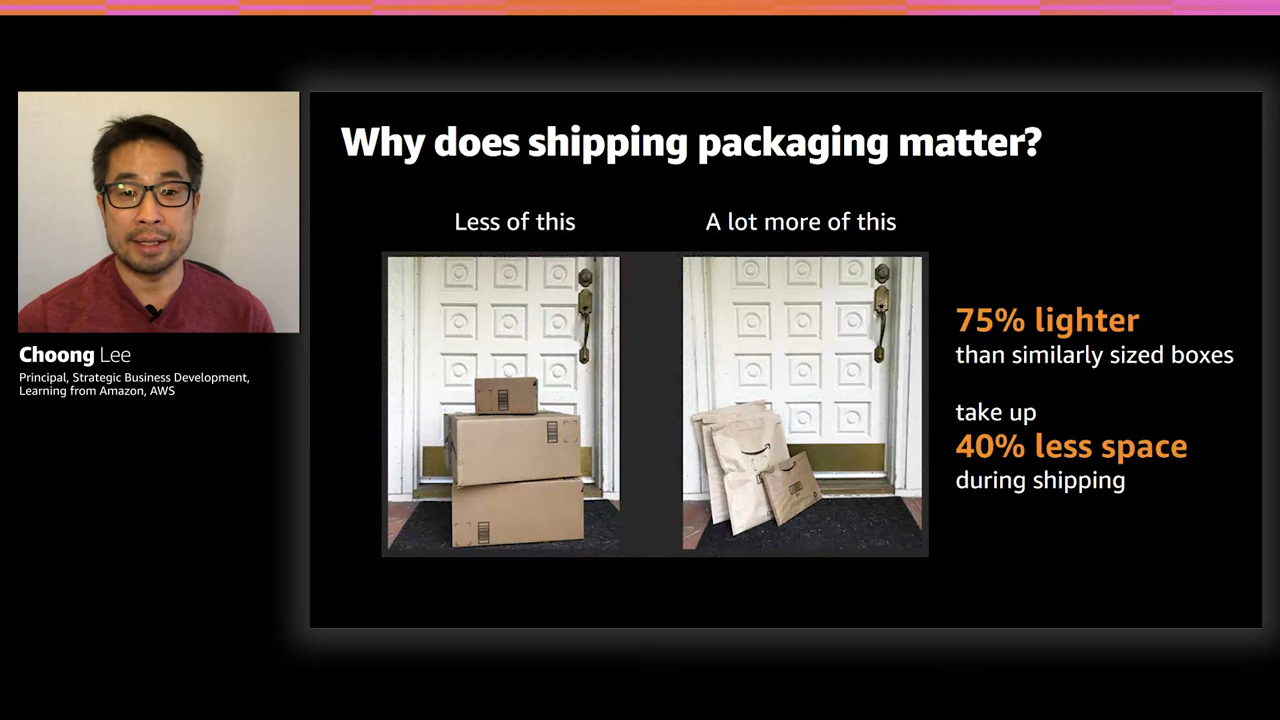 Why does shipping packaging matter?
Less of this
A lot more of this
75% lighter
than similarly sized boxes
take up
40% less space
during shipping
Choong Lee
Principal, Strategic Business Development,
Learning from Amazon, AWS